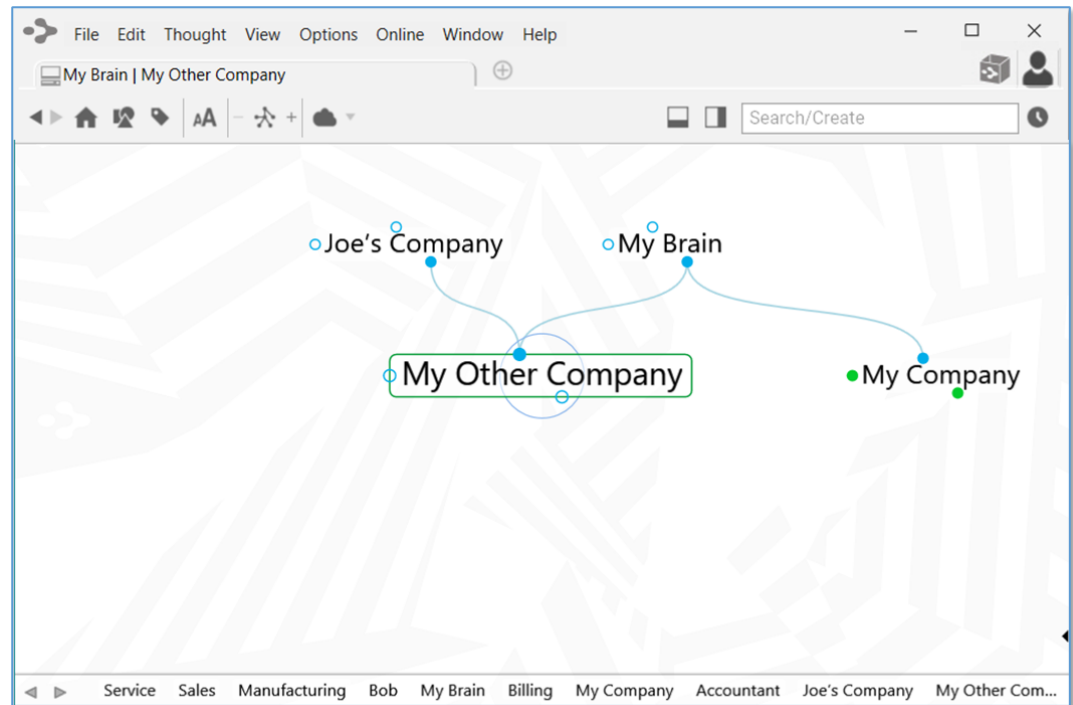 File Edit Thought View Options Online Window Help
My Brain | My Other Company
AA
Search/Create
Joe's Company My Brain
My Other Company My Company
Service Sales Manufacturing Bob My Brain Billing My Company Accountant Joe's Company My Other Com...